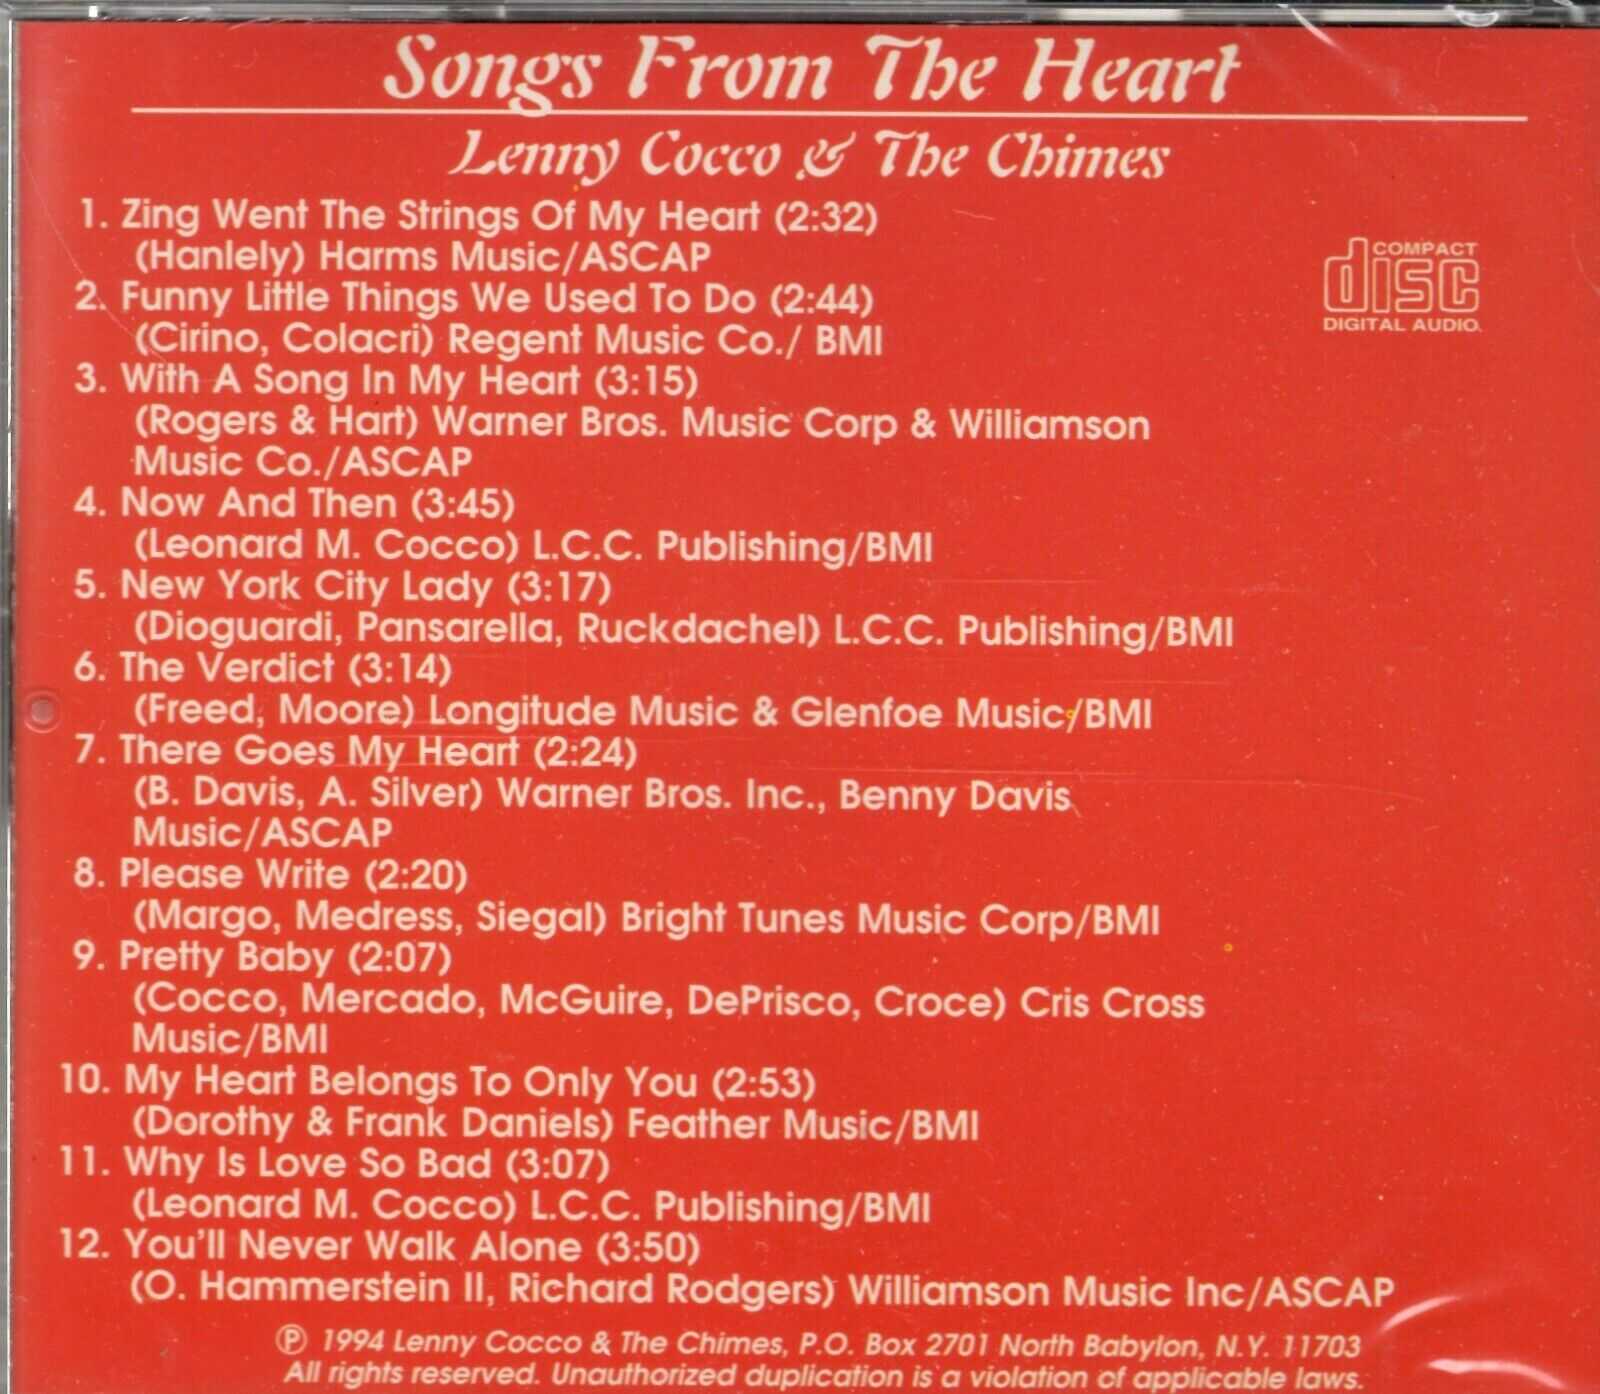 Songs From The Heart
Lenny Cocco & The Chimes
1. Zing Went The Strings Of My Heart (2:32)
(Hanlely) Harms Music/ASCAP
COMPACT
disc
DIGITAL AUDIO
2. Funny Little Things We Used To Do (2:44)
(Cirino, Colacri) Regent Music Co./ BMI
3. With A Song In My Heart (3:15)
(Rogers & Hart) Warner Bros. Music Corp & Williamson
Music Co./ASCAP
4. Now And Then (3:45)
(Leonard M. Cocco) L.C.C. Publishing/BMI
5. New York City Lady (3:17)
(Dioguardi, Pansarella, Ruckdachel) L.C.C. Publishing/BMI
6. The Verdict (3:14)
(Freed, Moore) Longitude Music & Glenfoe Music/BMI
7. There Goes My Heart (2:24)
(B. Davis, A. Silver) Warner Bros. Inc., Benny Davis
Music/ASCAP
8. Please Write (2:20)
(Margo, Medress, Siegal) Bright Tunes Music Corp/BMI
9. Pretty Baby (2:07)
(Cocco, Mercado, McGuire, DePrisco, Croce) Cris Cross
Music/BMI
10. My Heart Belongs To Only You (2:53)
(Dorothy & Frank Daniels) Feather Music/BMI
11. Why Is Love So Bad (3:07)
(Leonard M. Cocco) L.C.C. Publishing/BMI
12. You'll Never Walk Alone (3:50)
(O. Hammerstein II, Richard Rodgers) Williamson Music Inc/ASCAP
℗ 1994 Lenny Cocco & The Chimes, P.O. Box 2701 North Babylon, N.Y. 11703
All rights reserved. Unauthorized duplication is a violation of applicable laws.